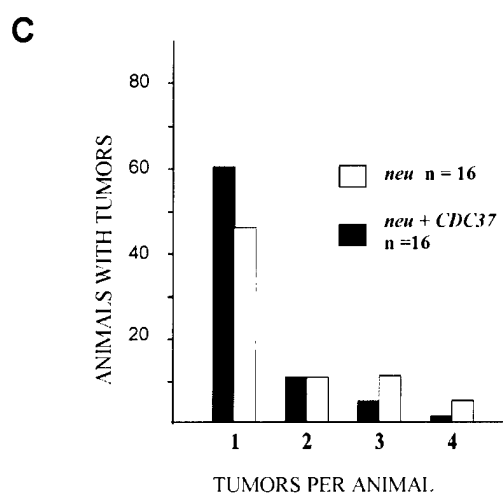 C
ANIMALS WITH TUMORS
80
60
40
20
neu n = 16
neu + CDC37
n =16
1 2 3 4
TUMORS PER ANIMAL